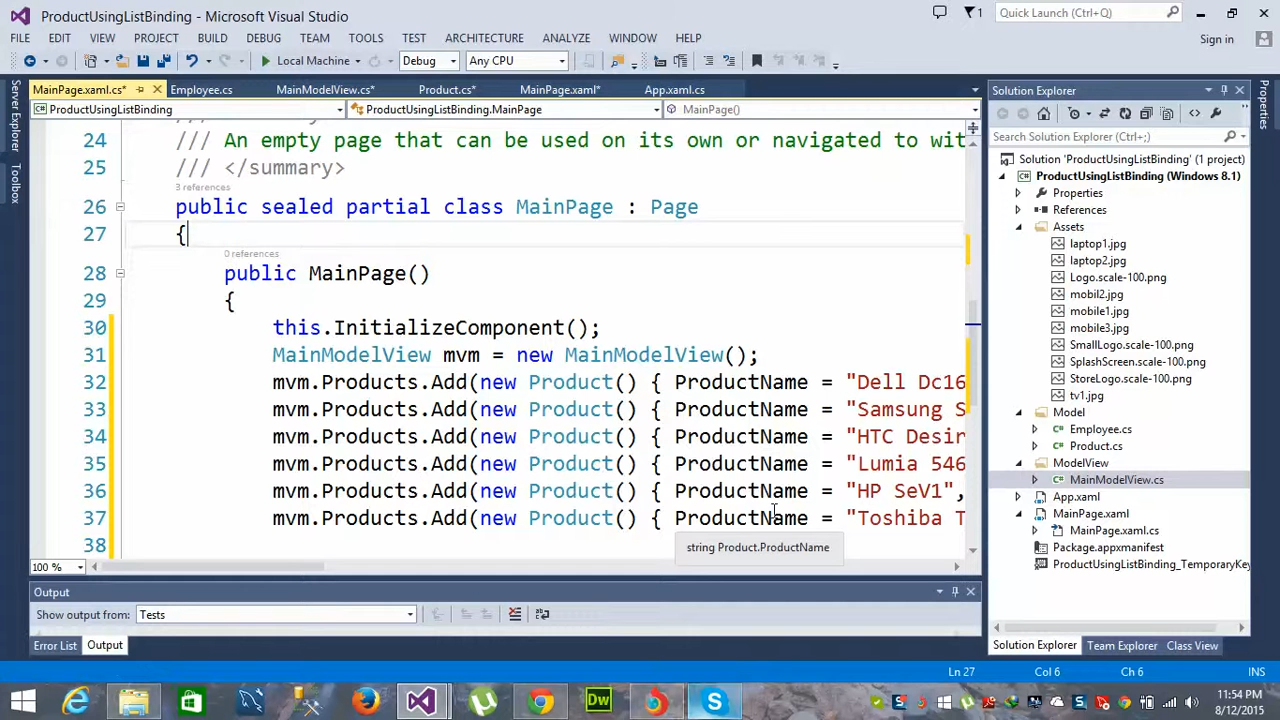 ProductUsingListBinding - Microsoft Visual Studio
1
Quick Launch (Ctrl+Q)
FILE EDIT VIEW PROJECT BUILD DEBUG TEAM TOOLS TEST ARCHITECTURE ANALYZE WINDOW HELP
Sign in
Local Machine
Debug
Any CPU
MainPage.xaml.cs*
Employee.cs
MainModelView.cs*
Product.cs*
MainPage.xaml*
App.xaml.cs
ProductUsingListBinding
ProductUsingListBinding.MainPage
MainPage()
Server Explorer
Toolbox
24 /// An empty page that can be used on its own or navigated to wit
25 /// </summary>
3 references
26 public sealed partial class MainPage : Page
27 {
0 references
28 public MainPage()
29 {
30 this.InitializeComponent();
31 MainModelView mvm = new MainModelView();
32 mvm.Products.Add(new Product() { ProductName = "Dell Dc16
33 mvm.Products.Add(new Product() { ProductName = "Samsung S
34 mvm.Products.Add(new Product() { ProductName = "HTC Desir
35 mvm.Products.Add(new Product() { ProductName = "Lumia 546
36 mvm.Products.Add(new Product() { ProductName = "HP SeV1",
37 mvm.Products.Add(new Product() { ProductName = "Toshiba T
38
string Product.ProductName
100 %
Output
Show output from: Tests
Error List
Output
Solution Explorer
Search Solution Explorer (Ctrl+;)
Solution 'ProductUsingListBinding' (1 project)
ProductUsingListBinding (Windows 8.1)
Properties
References
Assets
laptop1.jpg
laptop2.jpg
Logo.scale-100.png
mobil2.jpg
mobile1.jpg
mobile3.jpg
SmallLogo.scale-100.png
SplashScreen.scale-100.png
StoreLogo.scale-100.png
tv1.jpg
Model
Employee.cs
Product.cs
ModelView
MainModelView.cs
App.xaml
MainPage.xaml
MainPage.xaml.cs
Package.appxmanifest
ProductUsingListBinding_TemporaryKey
Solution Explorer
Team Explorer
Class View
Properties
Ln 27
Col 6
Ch 6
INS
Dw
11:54 PM
8/12/2015